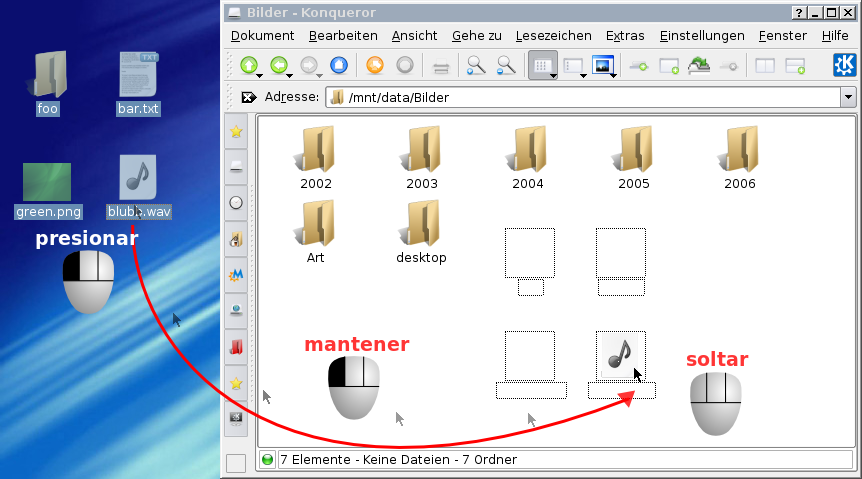 Bilder - Konqueror
Dokument Bearbeiten Ansicht Gehe zu Lesezeichen Extras Einstellungen Fenster Hilfe
Adresse: /mnt/data/Bilder
foo
bar.txt
TXT
green.png
blubb.wav
presionar
2002
2003
2004
2005
2006
Art
desktop
mantener
soltar
7 Elemente - Keine Dateien - 7 Ordner